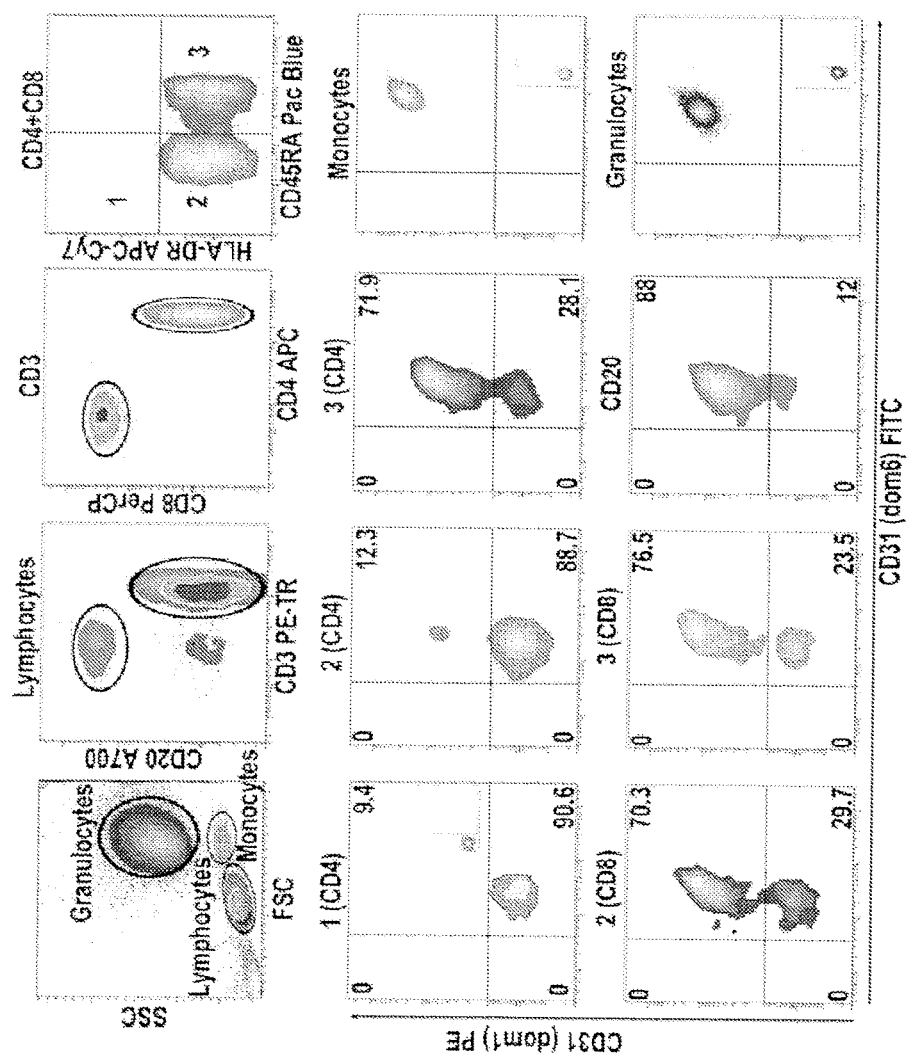 Granulocytes
Lymphocytes
Monocytes
SSC
FSC
Lymphocytes
CD20 A700
CD3 PE-TR
CD3
CD8 PerCP
CD4 APC
CD4+CD8
1
2
3
HLA-DR APC-Cy7
CD45RA Pac Blue
1 (CD4)
0
9.4
0
90.6
2 (CD4)
0
12.3
0
88.7
3 (CD4)
0
71.9
0
28.1
Monocytes
2 (CD8)
0
70.3
0
29.7
3 (CD8)
0
76.5
0
23.5
CD20
0
88
0
12
Granulocytes
CD31 (dom1) PE
CD31 (dom6) FITC